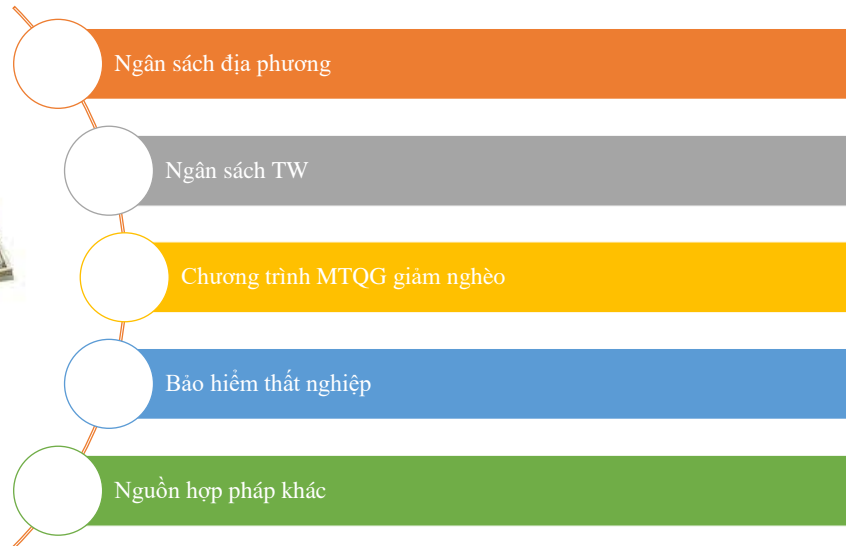 Ngân sách địa phương
Ngân sách TW
Chương trình MTQG giảm nghèo
Bảo hiểm thất nghiệp
Nguồn hợp pháp khác